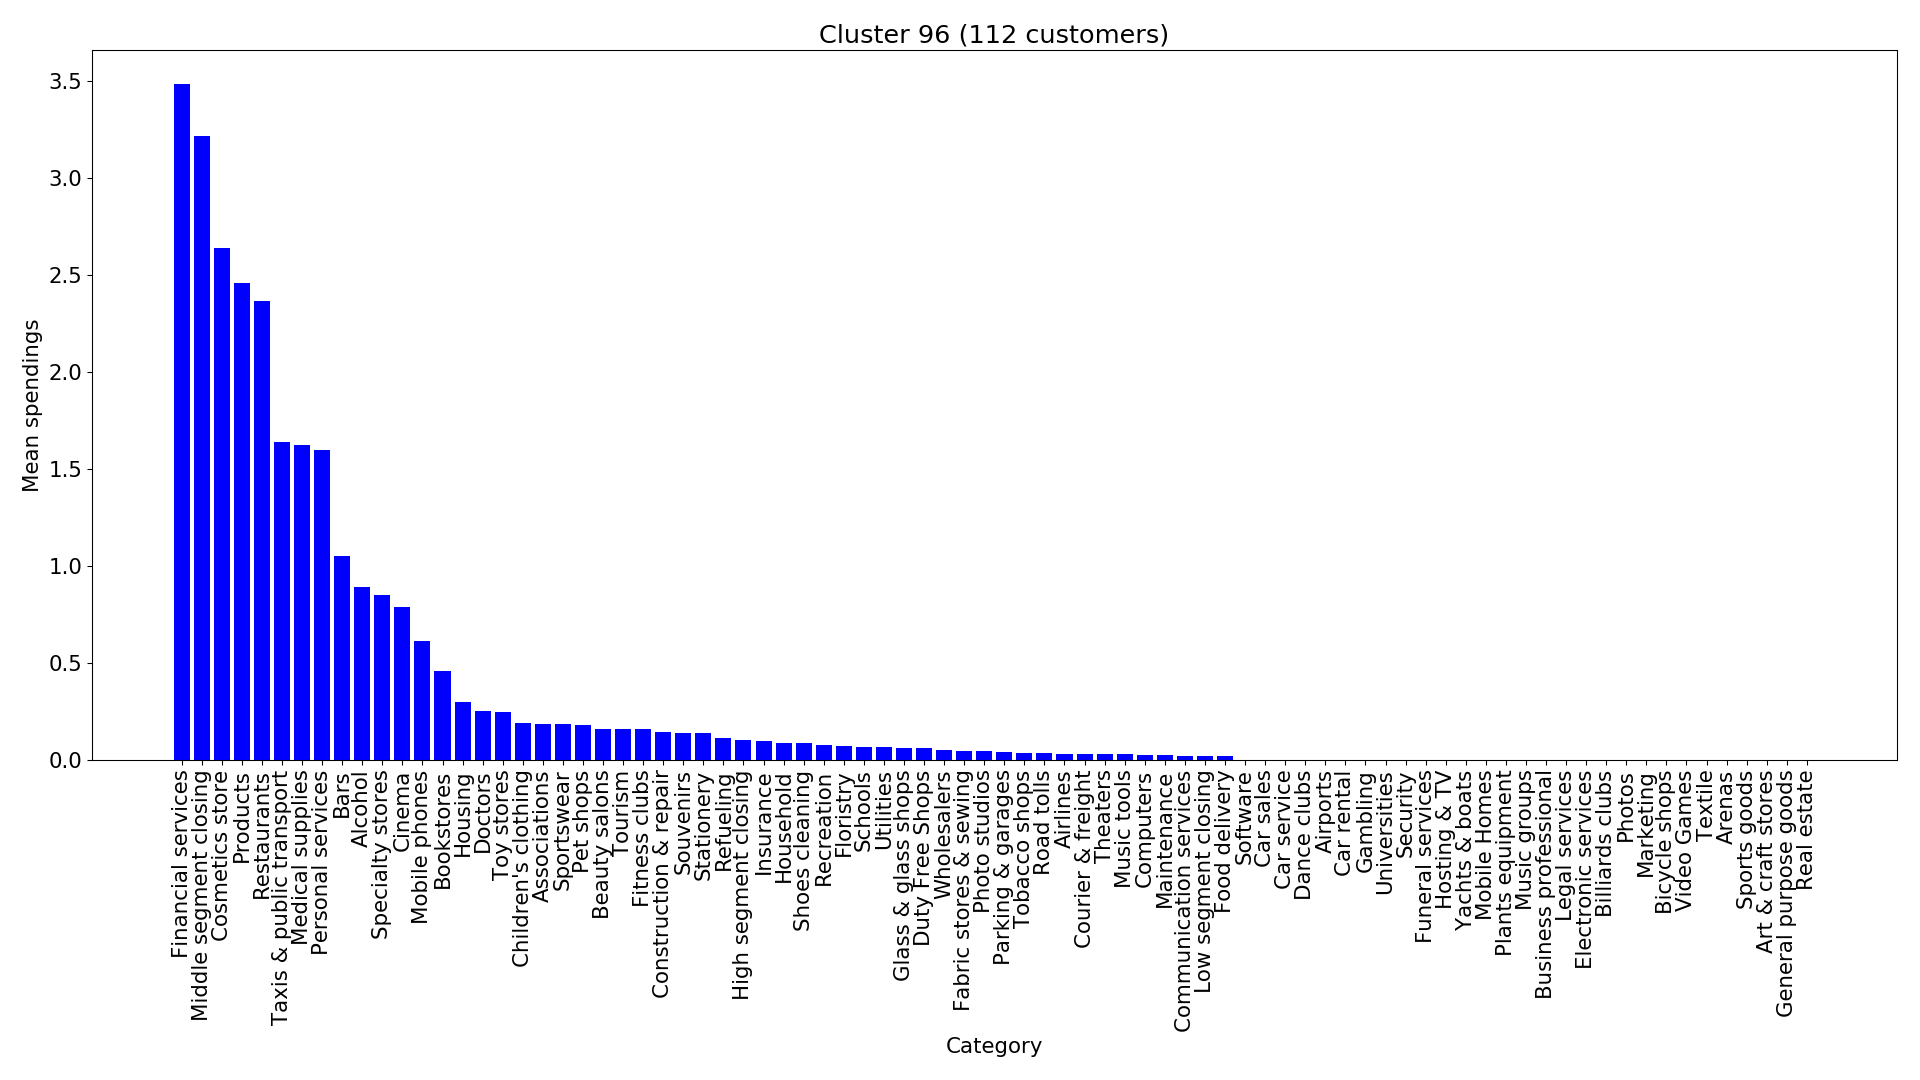 Cluster 96 (112 customers)
Mean spendings
3.5
3.0
2.5
2.0
1.5
1.0
0.5
0.0
Financial services
Middle segment closing
Cosmetics store
Products
Restaurants
Taxis & public transport
Medical supplies
Personal services
Bars
Alcohol
Specialty stores
Cinema
Mobile phones
Bookstores
Housing
Doctors
Toy stores
Children's clothing
Associations
Sportswear
Pet shops
Beauty salons
Tourism
Fitness clubs
Construction & repair
Souvenirs
Stationery
Refueling
High segment closing
Insurance
Household
Shoes cleaning
Recreation
Floristry
Schools
Utilities
Glass & glass shops
Duty Free Shops
Wholesalers
Fabric stores & sewing
Photo studios
Parking & garages
Tobacco shops
Road tolls
Airlines
Courier & freight
Theaters
Music tools
Computers
Maintenance
Communication services
Low segment closing
Food delivery
Software
Car sales
Car service
Dance clubs
Airports
Car rental
Gambling
Universities
Security
Funeral services
Hosting & TV
Yachts & boats
Mobile Homes
Plants equipment
Music groups
Business professional
Legal services
Electronic services
Billiards clubs
Photos
Marketing
Bicycle shops
Video Games
Textile
Arenas
Sports goods
Art & craft stores
General purpose goods
Real estate
Category